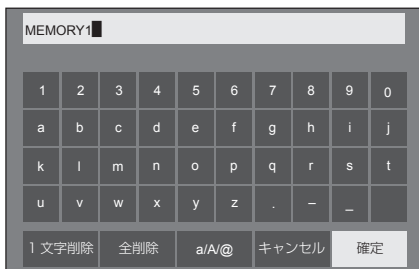 MEMORY1
1 2 3 4 5 6 7 8 9 0
a b c d e f g h i j
k l m n o p q r s t
u v w x y z . – _
1文字削除 全削除 a/A/@ キャンセル 確定